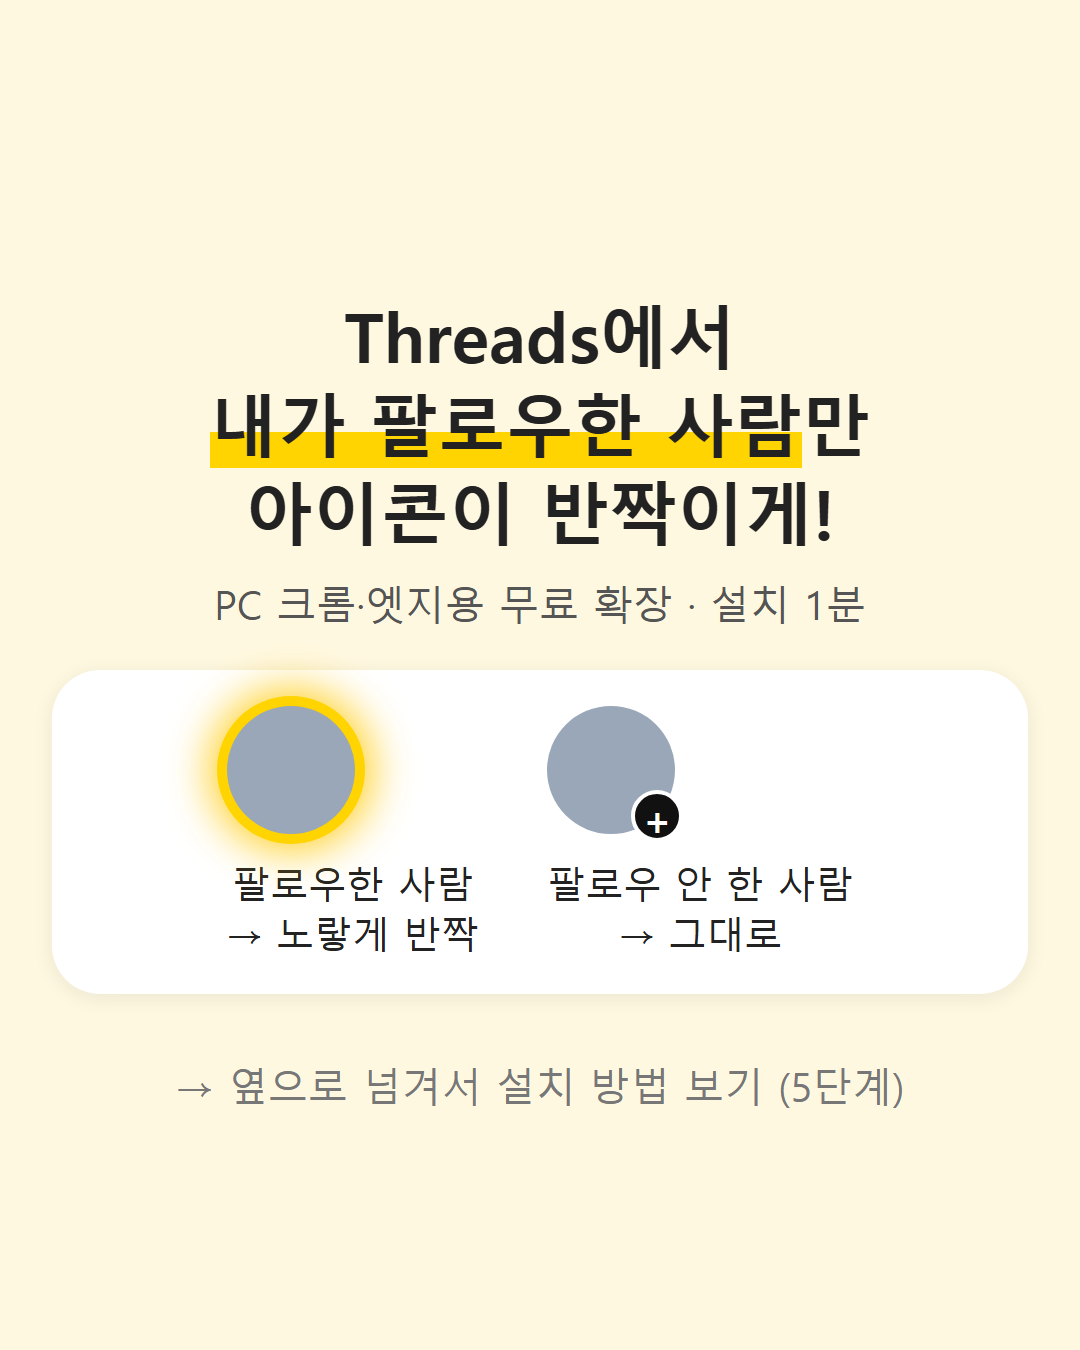 Threads에서
내가 팔로우한 사람만
아이콘이 반짝이게!
PC 크롬·엣지용 무료 확장 · 설치 1분
+
팔로우한 사람
→ 노랗게 반짝
팔로우 안 한 사람
→ 그대로
→ 옆으로 넘겨서 설치 방법 보기 (5단계)